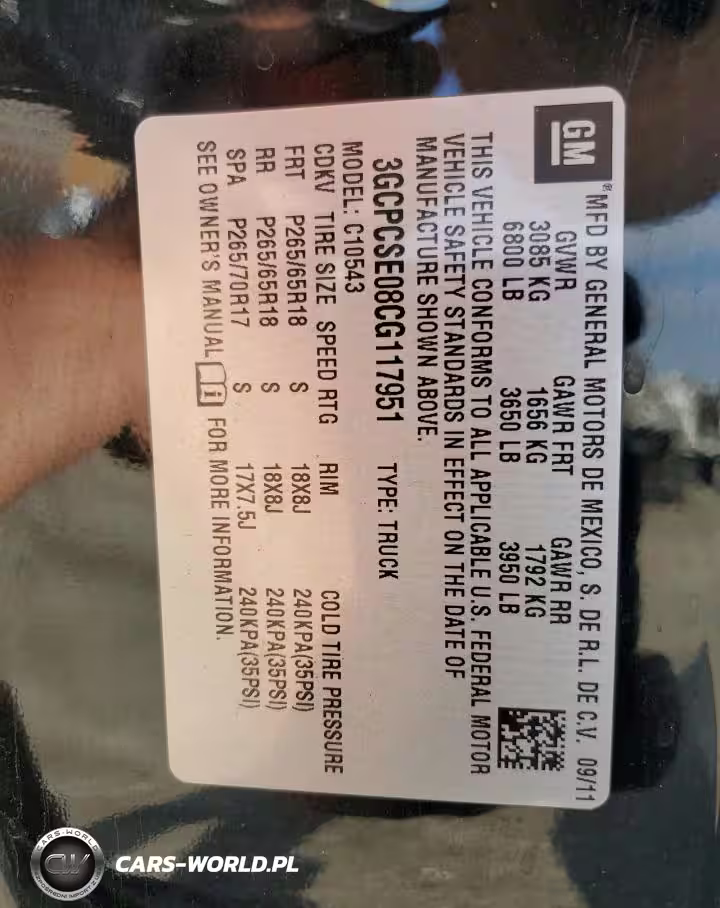 GM
® MFD BY GENERAL MOTORS DE MEXICO, S. DE R.L. DE C.V. 09/11
GVWR GAWR FRT GAWR RR
3085 KG 1656 KG 1792 KG
6800 LB 3650 LB 3950 LB
THIS VEHICLE CONFORMS TO ALL APPLICABLE U.S. FEDERAL MOTOR
VEHICLE SAFETY STANDARDS IN EFFECT ON THE DATE OF
MANUFACTURE SHOWN ABOVE.
3GCPCSE08CG117951 TYPE: TRUCK
MODEL: C10543
CDKV TIRE SIZE SPEED RTG RIM COLD TIRE PRESSURE
FRT P265/65R18 S 18X8J 240KPA(35PSI)
RR P265/65R18 S 18X8J 240KPA(35PSI)
SPA P265/70R17 S 17X7.5J 240KPA(35PSI)
SEE OWNER'S MANUAL i FOR MORE INFORMATION.
CARS-WORLD
CW
CARS-WORLD.PL